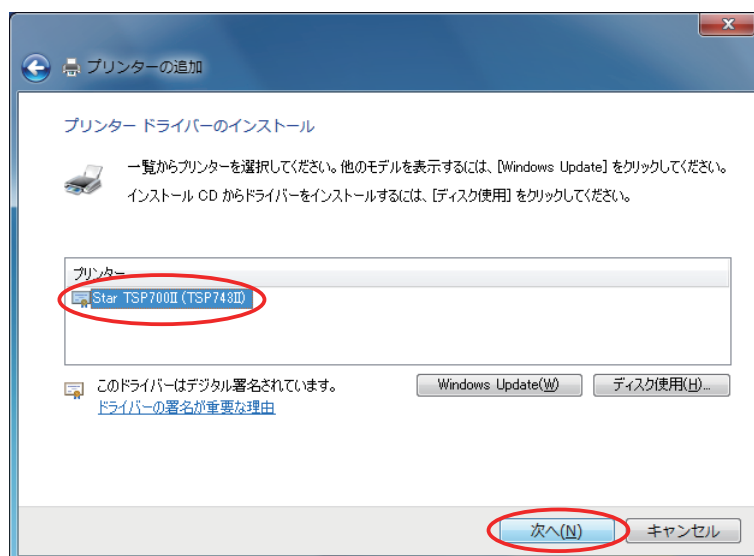 プリンターの追加
プリンター ドライバーのインストール
一覧からプリンターを選択してください。他のモデルを表示するには、[Windows Update] をクリックしてください。
インストール CD からドライバーをインストールするには、[ディスク使用] をクリックしてください。
プリンター
Star TSP700II (TSP743II)
このドライバーはデジタル署名されています。
Windows Update(W)
ディスク使用(H)...
ドライバーの署名が重要な理由
次へ(N)
キャンセル